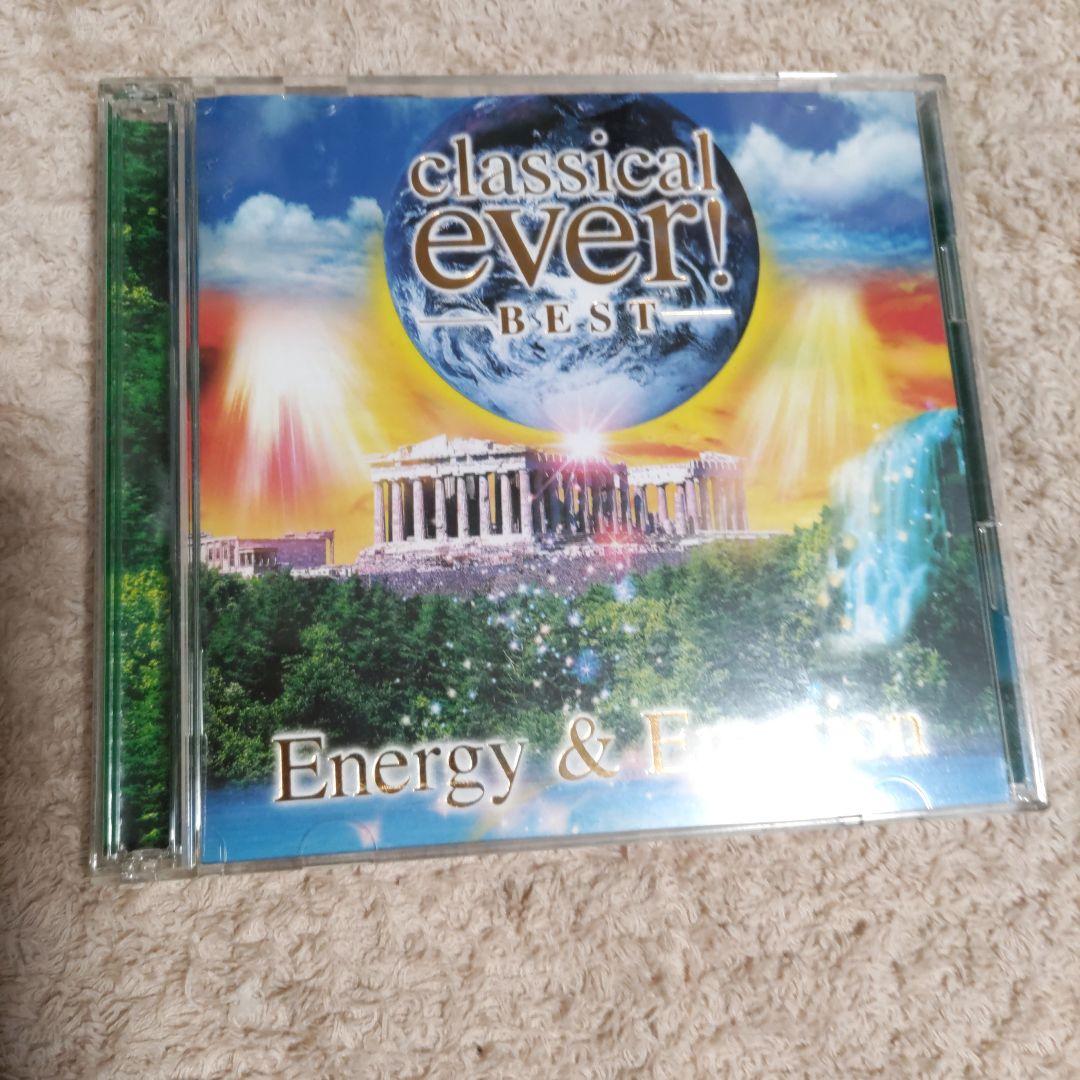 classical
ever!
BEST
Energy &